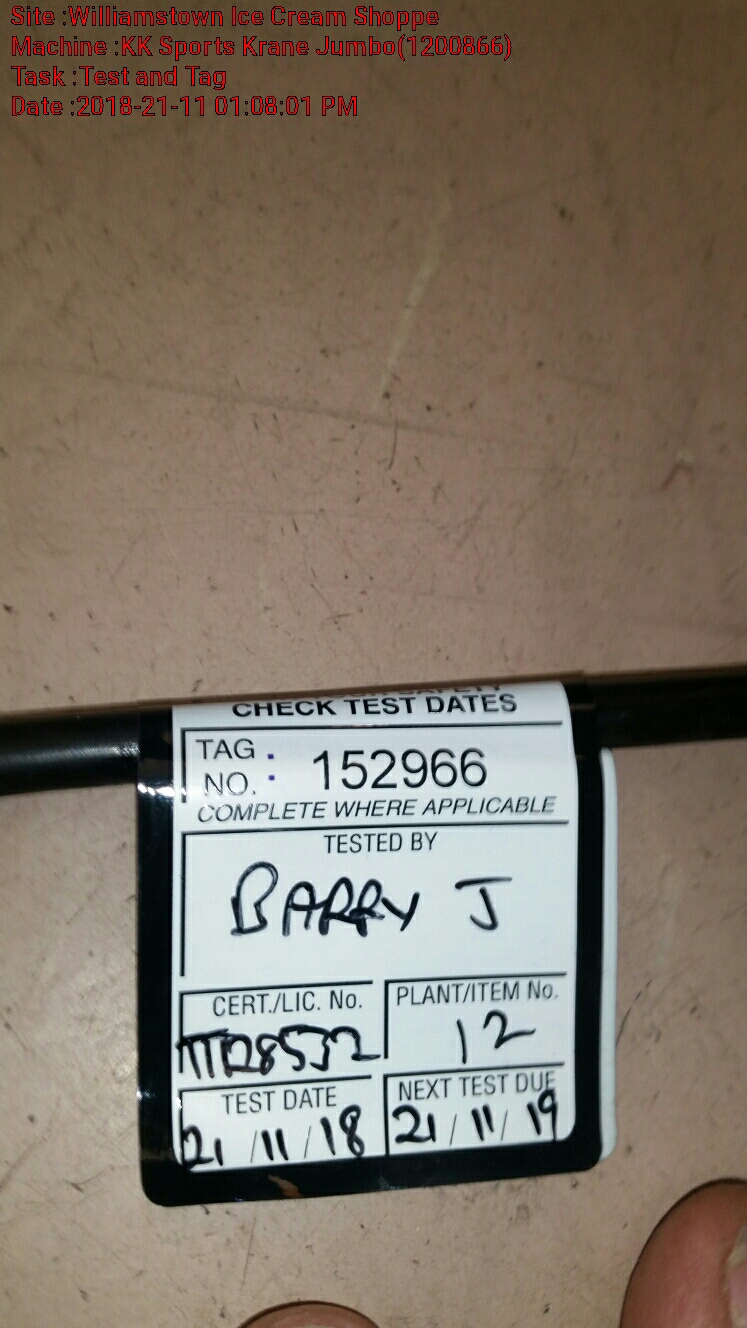 Site :Williamstown Ice Cream Shoppe
Machine :KK Sports Krane Jumbo(1200866)
Task :Test and Tag
Date :2018-21-11 01:08:01 PM
CHECK TEST DATES
TAG :
NO. : 152966
COMPLETE WHERE APPLICABLE
TESTED BY
BARRY J
CERT./LIC. No.
PLANT/ITEM No.
12
TEST DATE
21/11/18
NEXT TEST DUE
21/11/19